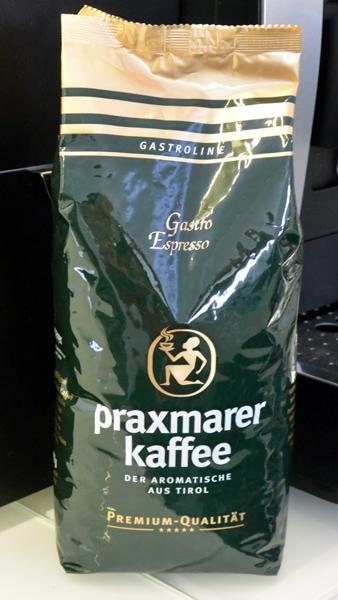 GASTROLINE
Gastro
Espresso
praxmarer
kaffee
DER AROMATISCHE
AUS TIROL
PREMIUM-QUALITÄT